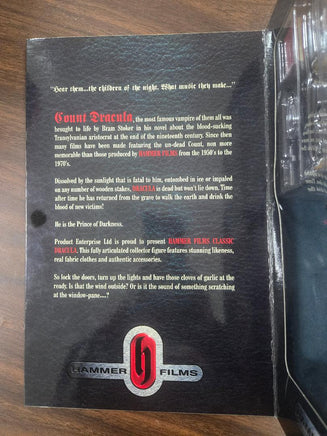 "Hear them...the children of the night. What music they make..."
Count Dracula, the most famous vampire of them all was
brought to life by Bram Stoker in his novel about the blood-sucking
Transylvanian aristocrat at the end of the nineteenth century. Since then
many films have been made featuring the un-dead Count, non more
memorable than those produced by HAMMER FILMS from the 1950's to the
1970's.
Dissolved by the sunlight that is fatal to him, entombed in ice or impaled
on any number of wooden stakes, DRACULA is dead but won't lie down. Time
after time he has returned from the grave to walk the earth and drink the
blood of new victims!
He is the Prince of Darkness.
Product Enterprise Ltd is proud to present HAMMER FILMS CLASSIC
DRACULA. This fully articulated collector figure features stunning likeness,
real fabric clothes and authentic accessories.
So lock the doors, turn up the lights and have those cloves of garlic at the
ready. Is that the wind outside? Or is it the sound of something scratching
at the window-pane....?
HAMMER h FILMS